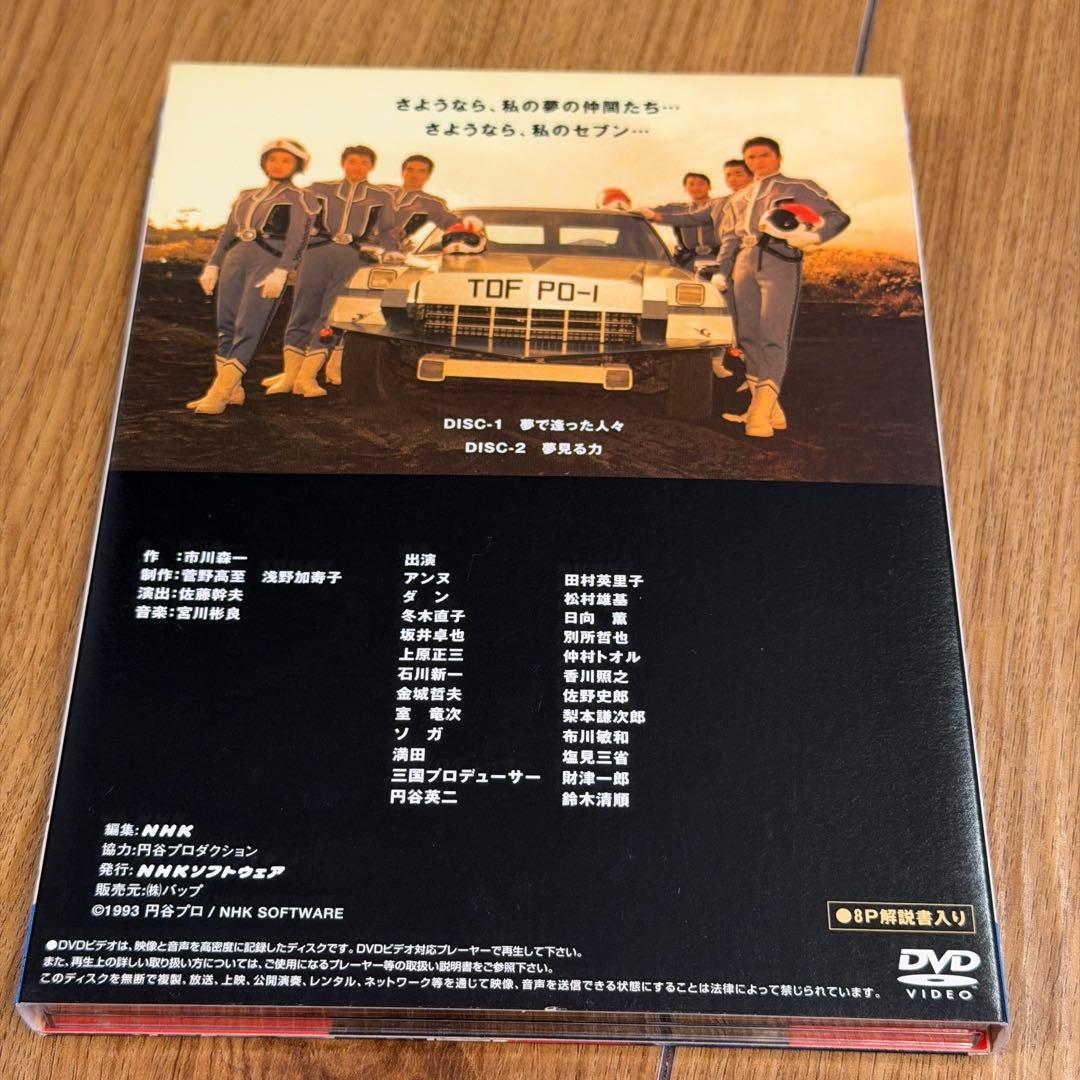 さようなら、私の夢の仲間たち…
さようなら、私のセブン…
TDF PO-1
DISC-1 夢で逢った人々
DISC-2 夢見る力
作 :市川森一
制作:菅野高至 浅野加寿子
演出:佐藤幹夫
音楽:宮川彬良
出演
アンヌ 田村英里子
ダン 松村雄基
冬木直子 日向 薫
坂井卓也 別所哲也
上原正三 仲村トオル
石川新一 香川照之
金城哲夫 佐野史郎
室 竜次 梨本謙次郎
ソガ 布川敏和
満田 塩見三省
三国プロデューサー 財津一郎
円谷英二 鈴木清順
編集:NHK
協力:円谷プロダクション
発行:NHKソフトウェア
販売元:㈱バップ
©1993 円谷プロ / NHK SOFTWARE
●8P解説書入り
●DVDビデオは、映像と音声を高密度に記録したディスクです。DVDビデオ対応プレーヤーで再生して下さい。
また、再生上の詳しい取り扱い方については、ご使用になるプレーヤー等の取扱い説明書をご参照下さい。
このディスクを無断で複製、放送、上映、公開演奏、レンタル、ネットワーク等を通じて映像、音声を送信できる状態にすることは法律によって禁じられています。
DVD
VIDEO